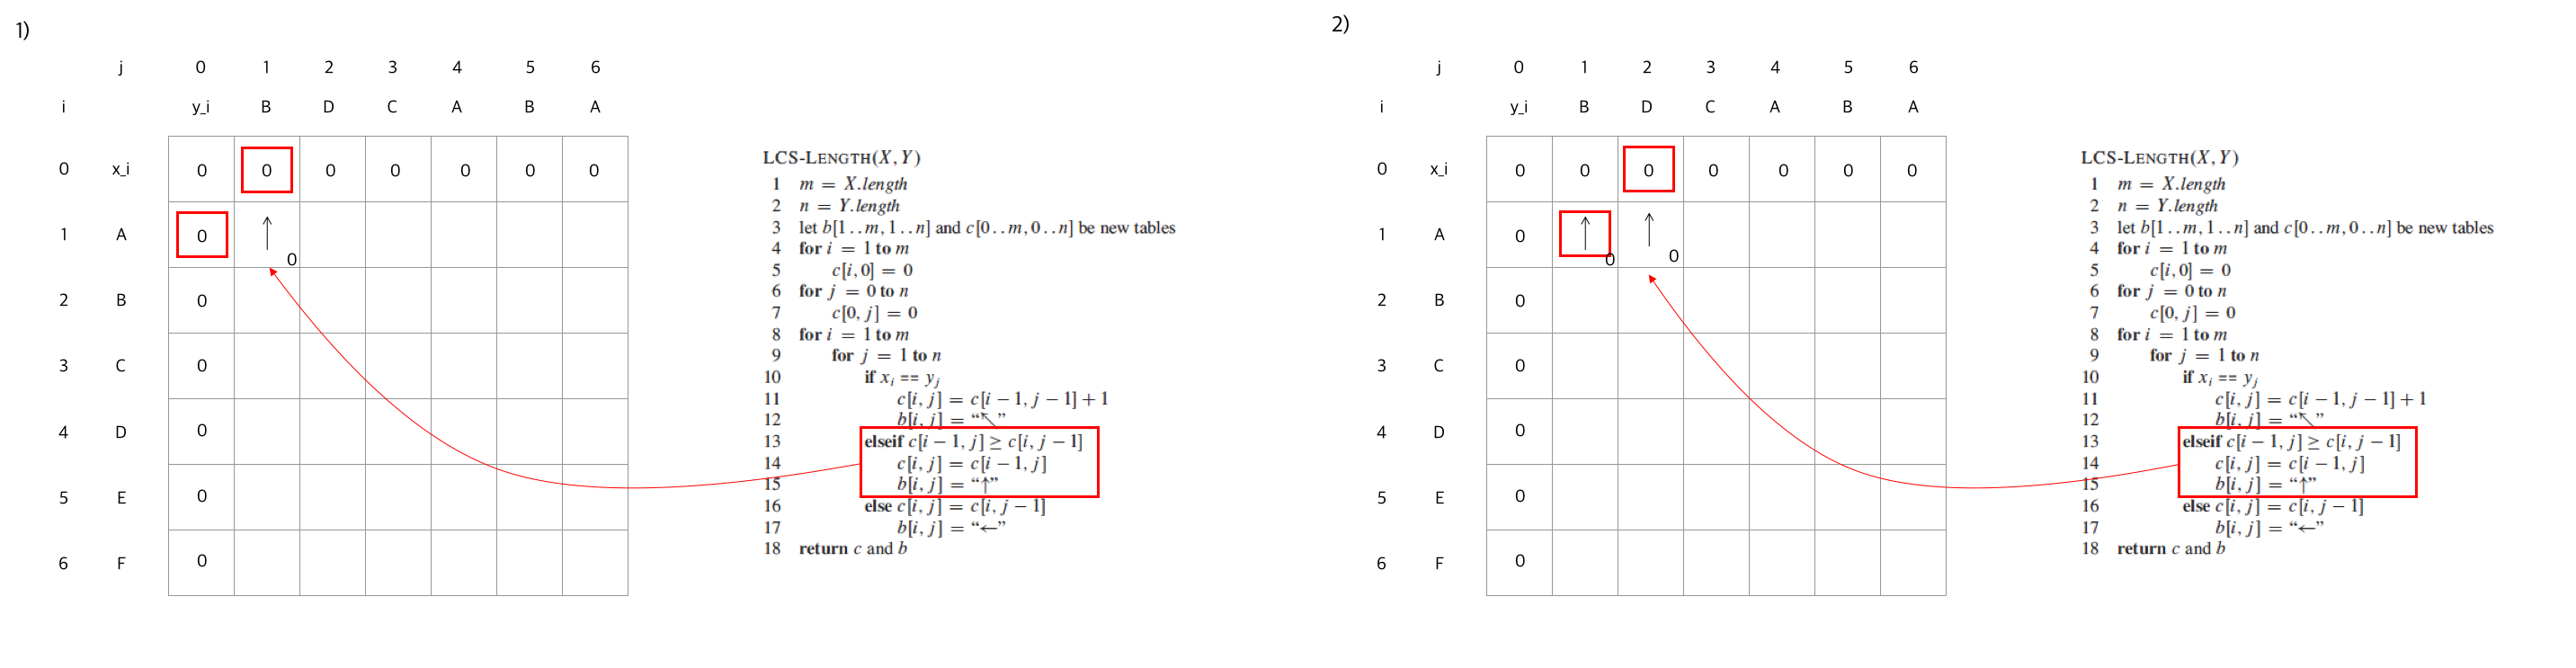 1)
j 0 1 2 3 4 5 6
i y_i B D C A B A
0 x_i 0 0 0 0 0 0 0
1 A 0 ↑ 0
2 B 0
3 C 0
4 D 0
5 E 0
6 F 0
LCS-LENGTH(X, Y)
1 m = X.length
2 n = Y.length
3 let b[1..m, 1..n] and c[0..m, 0..n] be new tables
4 for i = 1 to m
5 c[i, 0] = 0
6 for j = 0 to n
7 c[0, j] = 0
8 for i = 1 to m
9 for j = 1 to n
10 if x_i == y_j
11 c[i, j] = c[i − 1, j − 1] + 1
12 b[i, j] = “↖”
13 elseif c[i − 1, j] ≥ c[i, j − 1]
14 c[i, j] = c[i − 1, j]
15 b[i, j] = “↑”
16 else c[i, j] = c[i, j − 1]
17 b[i, j] = “←”
18 return c and b
2)
j 0 1 2 3 4 5 6
i y_i B D C A B A
0 x_i 0 0 0 0 0 0 0
1 A 0 ↑ 0 ↑ 0
2 B 0
3 C 0
4 D 0
5 E 0
6 F 0
LCS-LENGTH(X, Y)
1 m = X.length
2 n = Y.length
3 let b[1..m, 1..n] and c[0..m, 0..n] be new tables
4 for i = 1 to m
5 c[i, 0] = 0
6 for j = 0 to n
7 c[0, j] = 0
8 for i = 1 to m
9 for j = 1 to n
10 if x_i == y_j
11 c[i, j] = c[i − 1, j − 1] + 1
12 b[i, j] = “↖”
13 elseif c[i − 1, j] ≥ c[i, j − 1]
14 c[i, j] = c[i − 1, j]
15 b[i, j] = “↑”
16 else c[i, j] = c[i, j − 1]
17 b[i, j] = “←”
18 return c and b